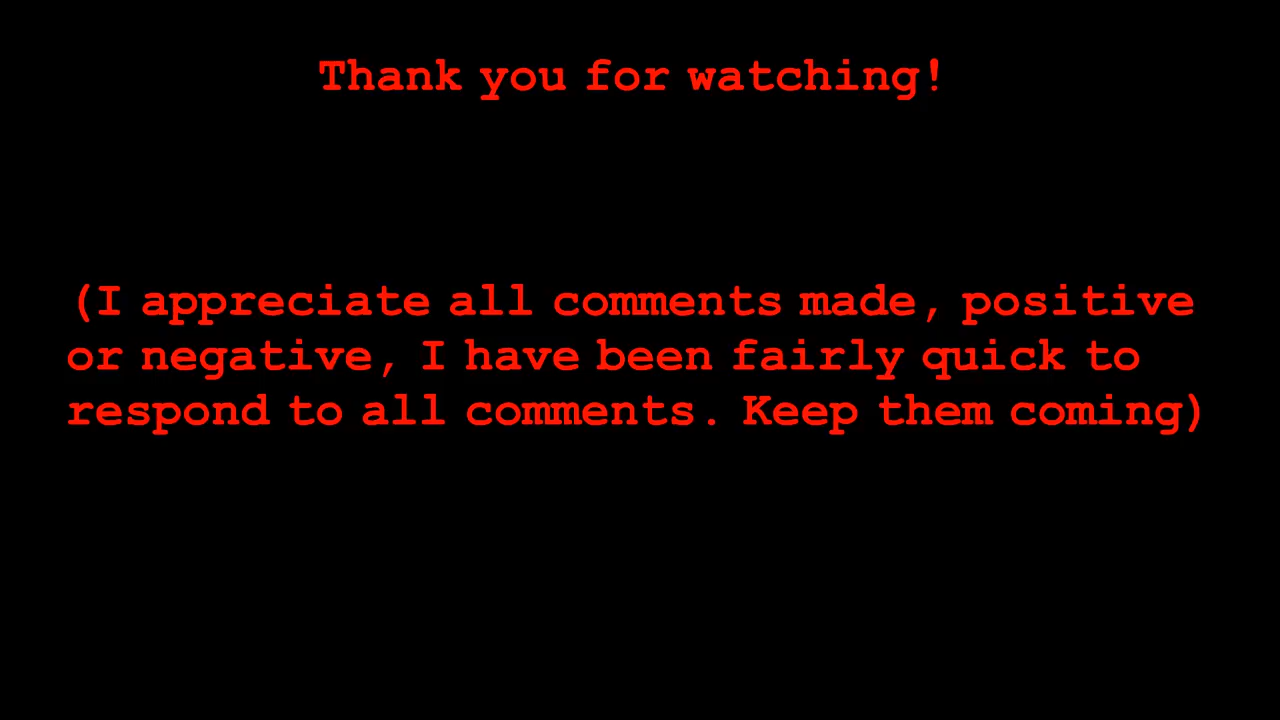 Thank you for watching!
(I appreciate all comments made, positive
or negative, I have been fairly quick to
respond to all comments. Keep them coming)